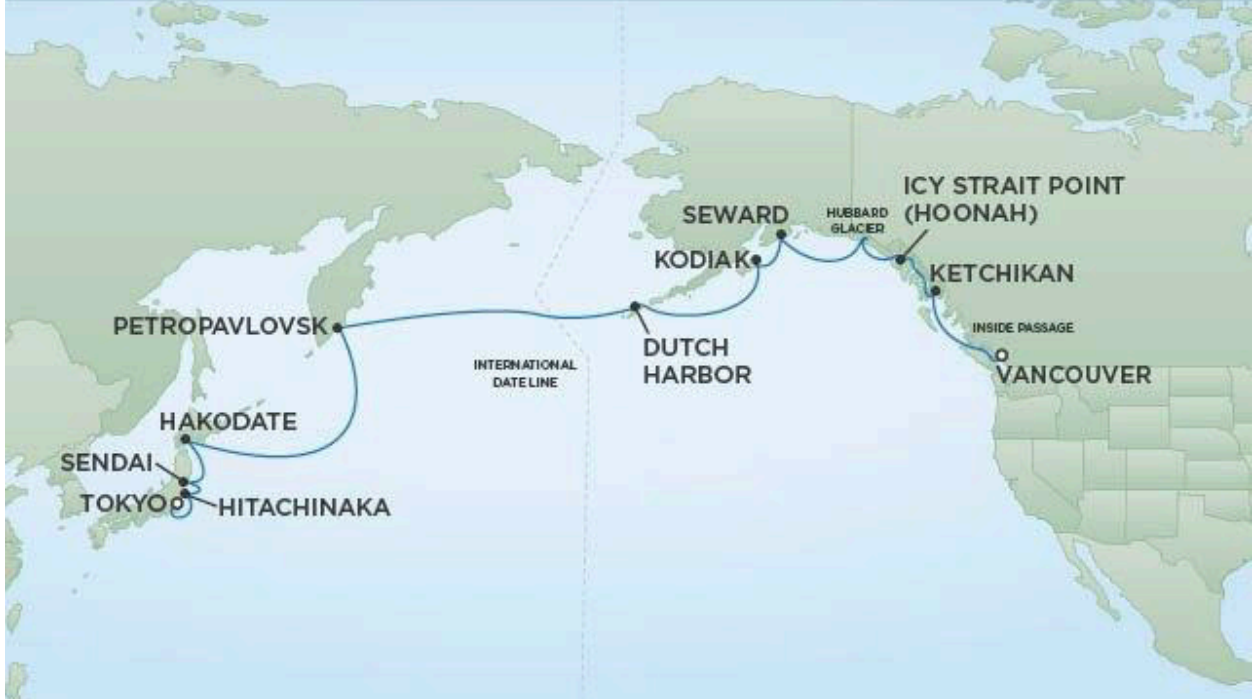 ICY STRAIT POINT
(HOONAH)
SEWARD
HUBBARD
GLACIER
KODIAK
KETCHIKAN
PETROPAVLOVSK
INSIDE PASSAGE
DUTCH
HARBOR
INTERNATIONAL
DATE LINE
VANCOUVER
HAKODATE
SENDAI
TOKYO
HITACHINAKA